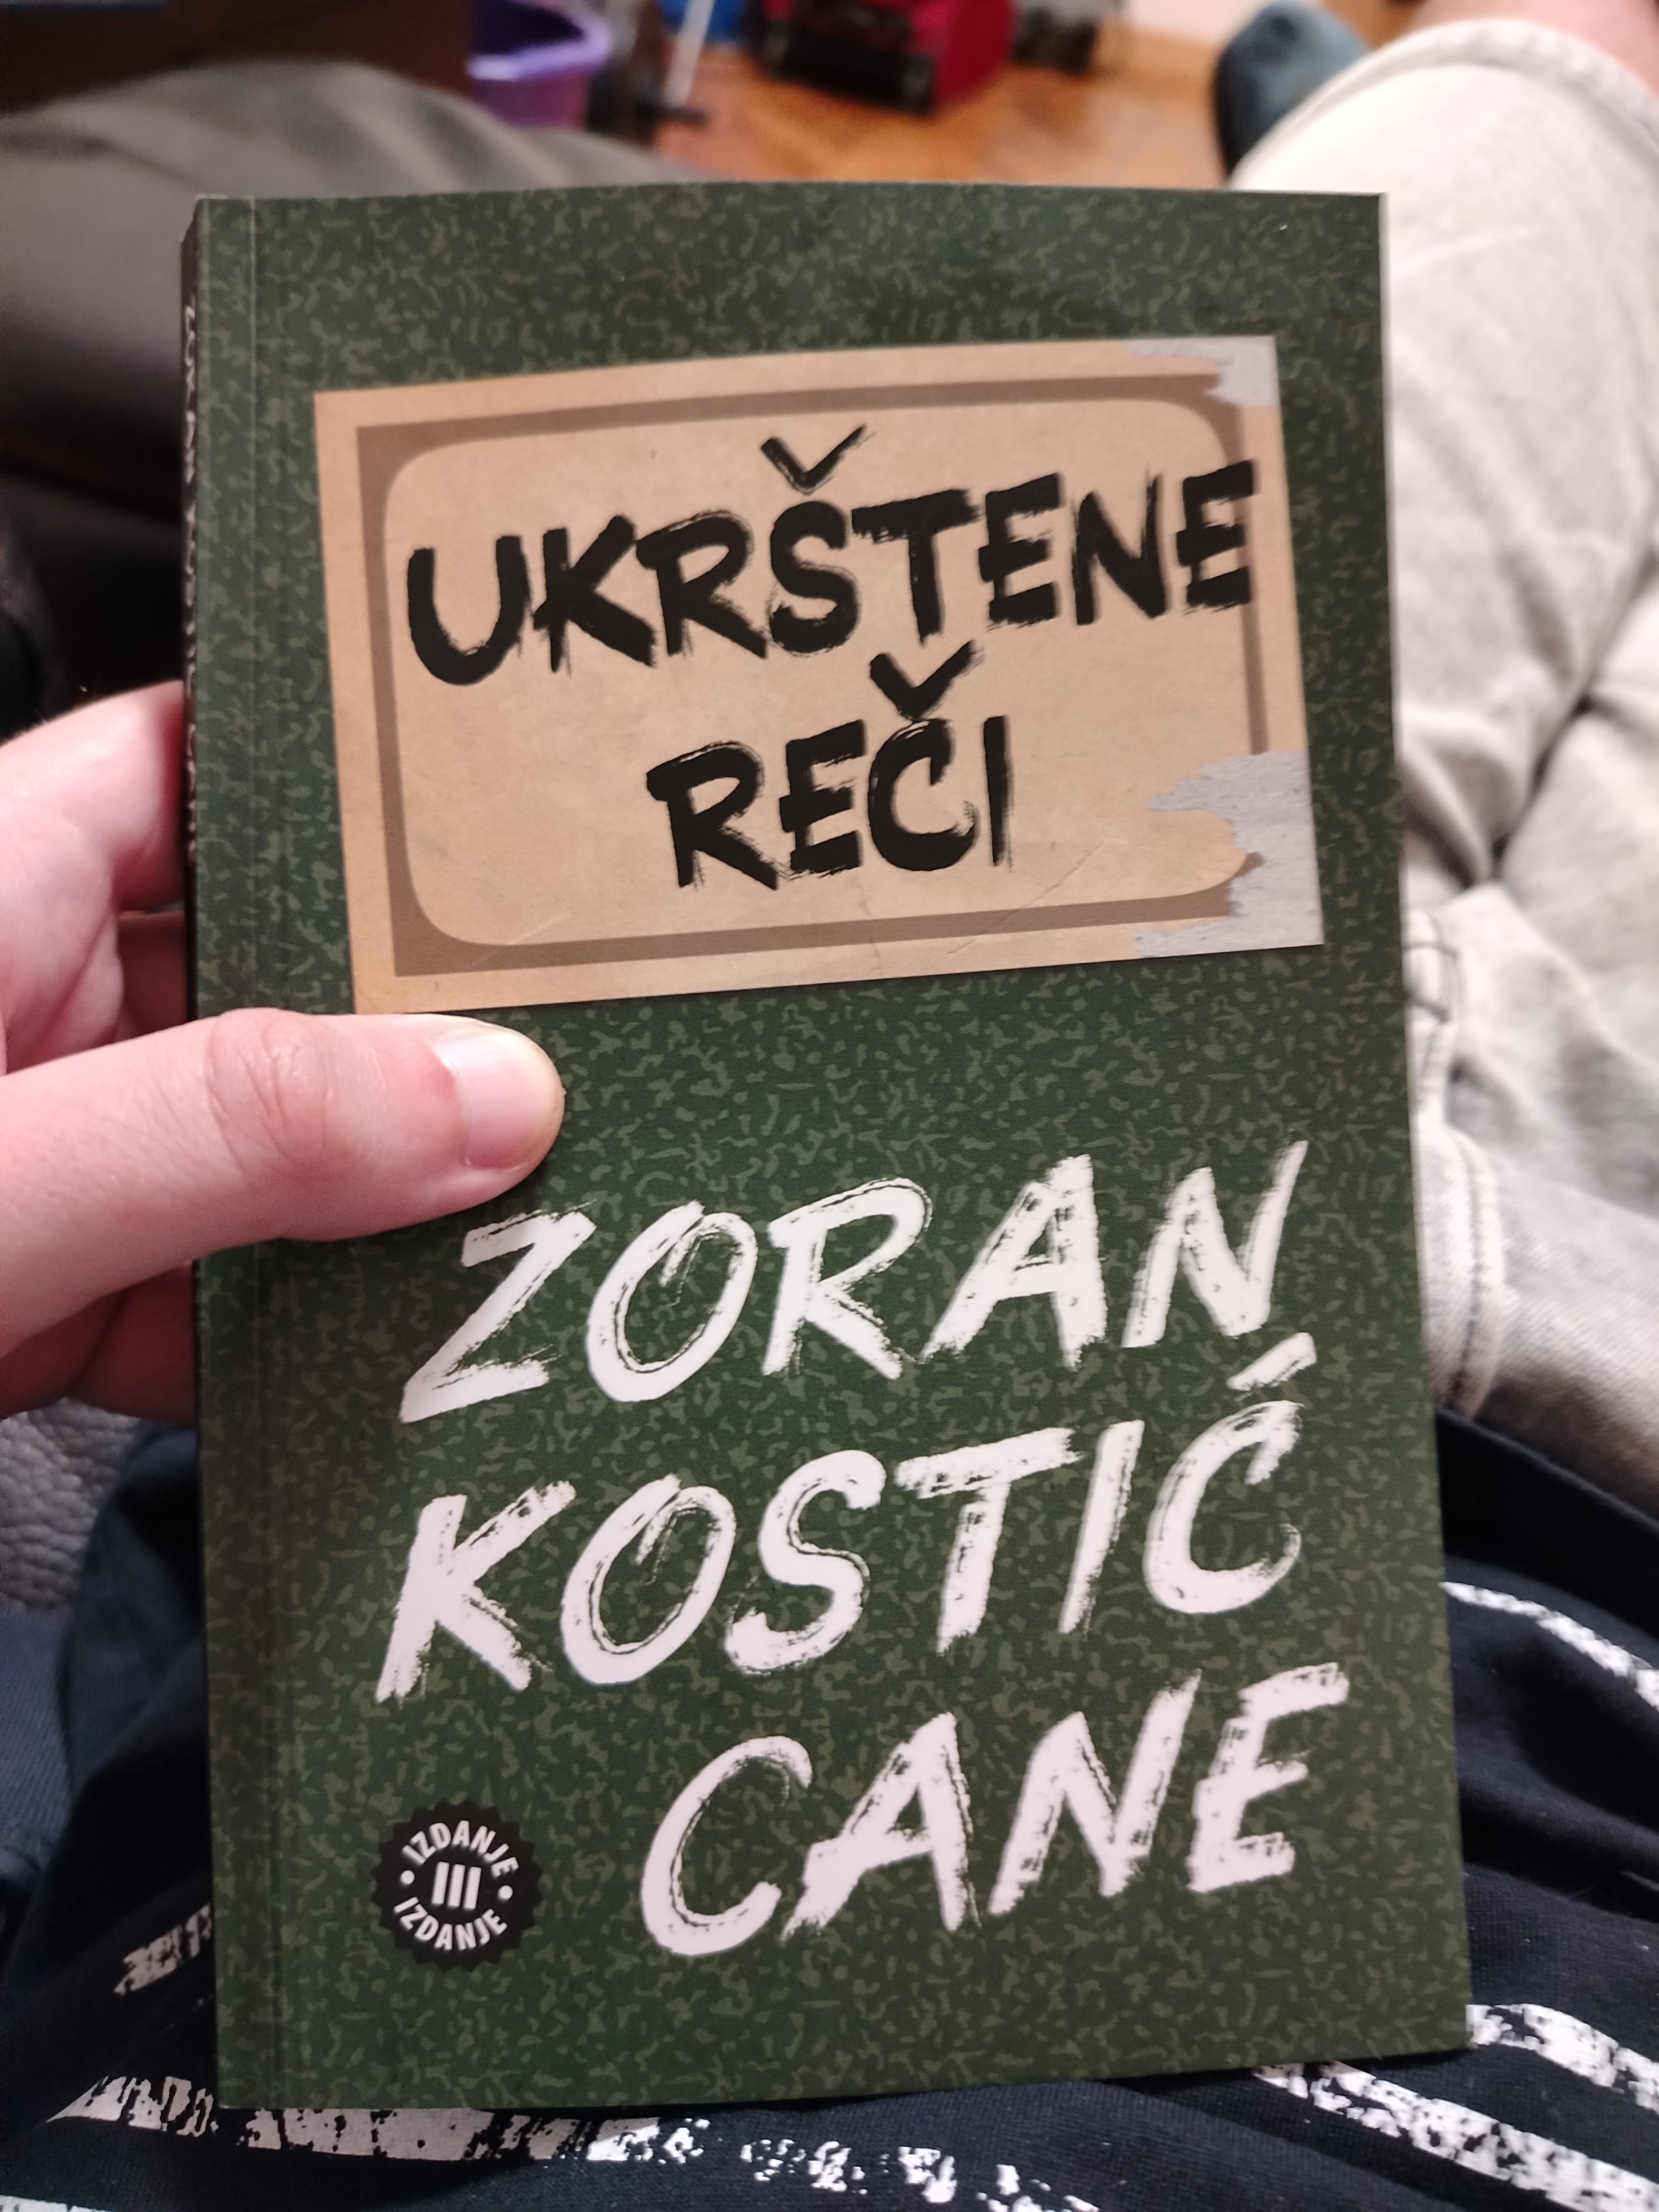 UKRŠTENE
REČI
ZORAN
KOSTIĆ
CANE
IZDANJE
III
IZDANJE